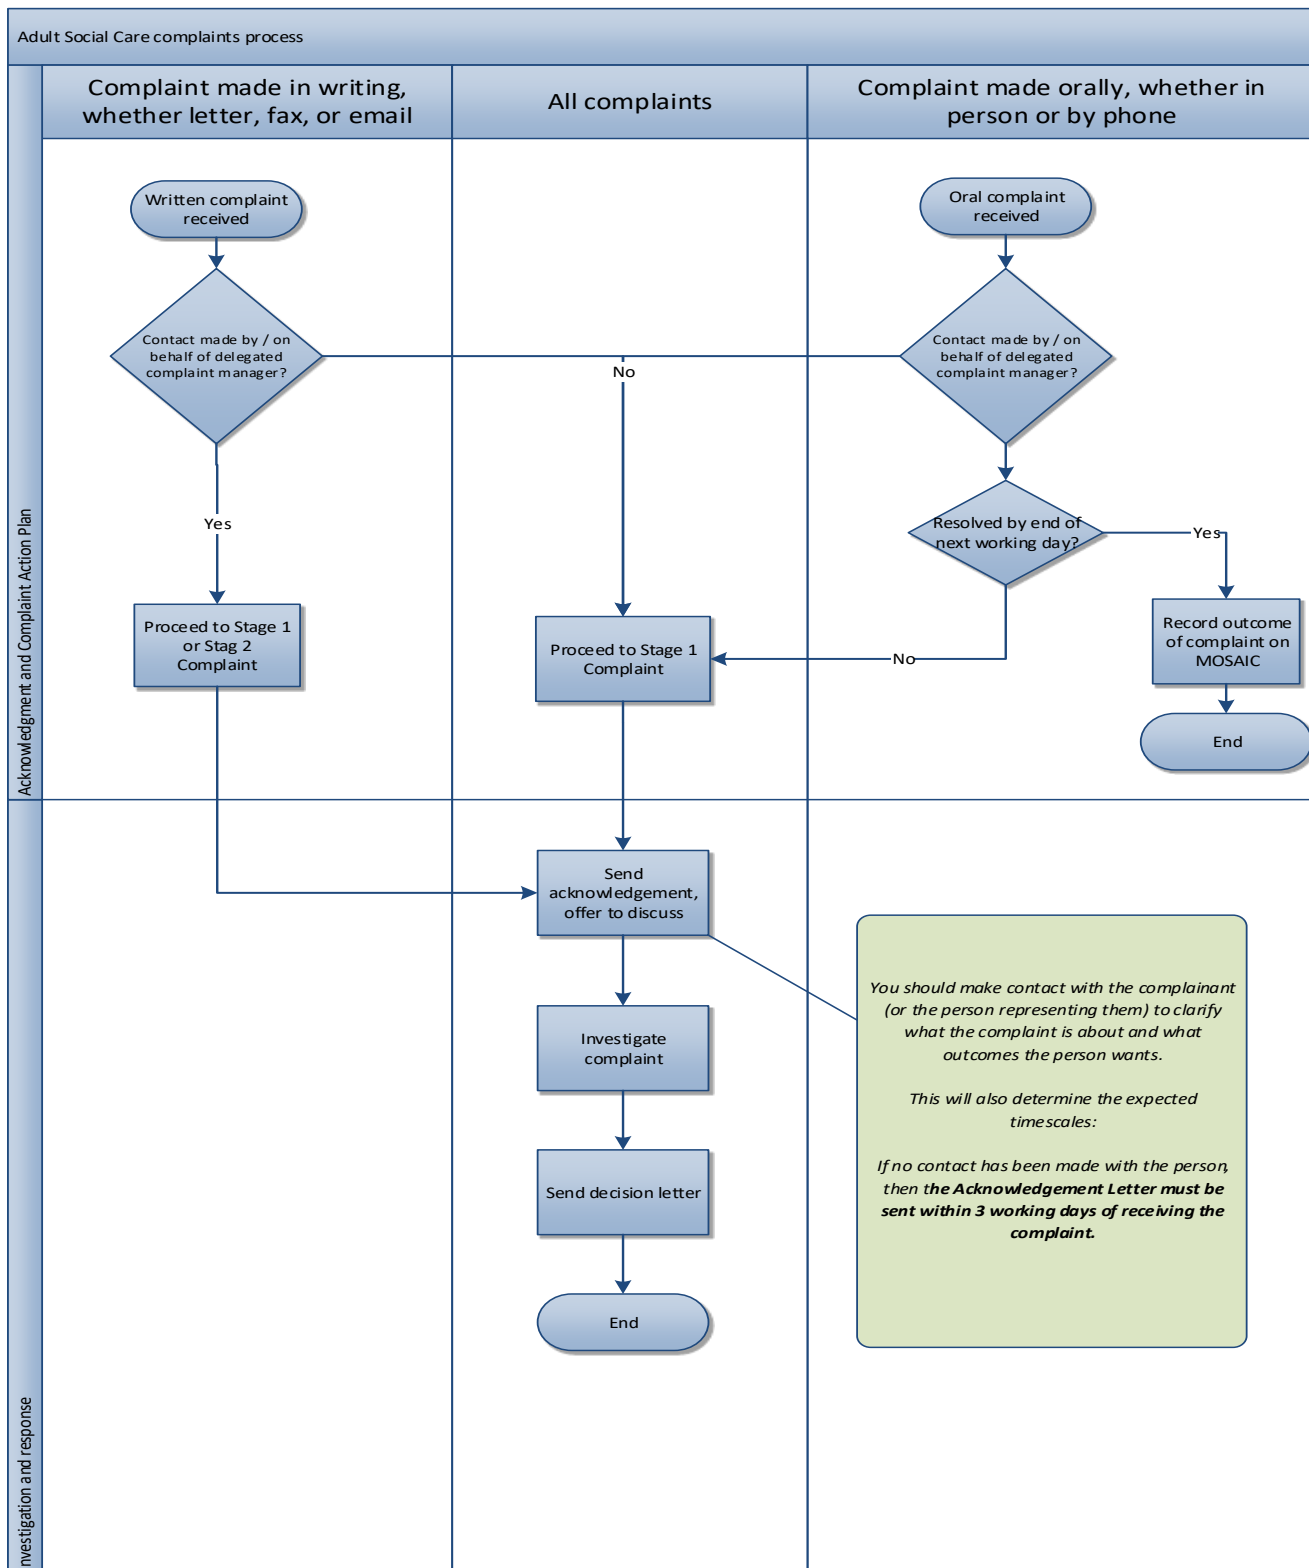 Adult Social Care complaints process
Complaint made in writing,
whether letter, fax, or email
All complaints
Complaint made orally, whether in
person or by phone
Acknowledgment and Complaint Action Plan
Written complaint
received
Oral complaint
received
Contact made by / on
behalf of delegated
complaint manager?
No
Contact made by / on
behalf of delegated
complaint manager?
Yes
Resolved by end of
next working day?
Yes
Proceed to Stage 1
or Stag 2
Complaint
Proceed to Stage 1
Complaint
No
Record outcome
of complaint on
MOSAIC
End
Investigation and response
Send
acknowledgement,
offer to discuss
You should make contact with the complainant
(or the person representing them) to clarify
what the complaint is about and what
outcomes the person wants.
This will also determine the expected
timescales:
If no contact has been made with the person,
then the Acknowledgement Letter must be
sent within 3 working days of receiving the
complaint.
Investigate
complaint
Send decision letter
End